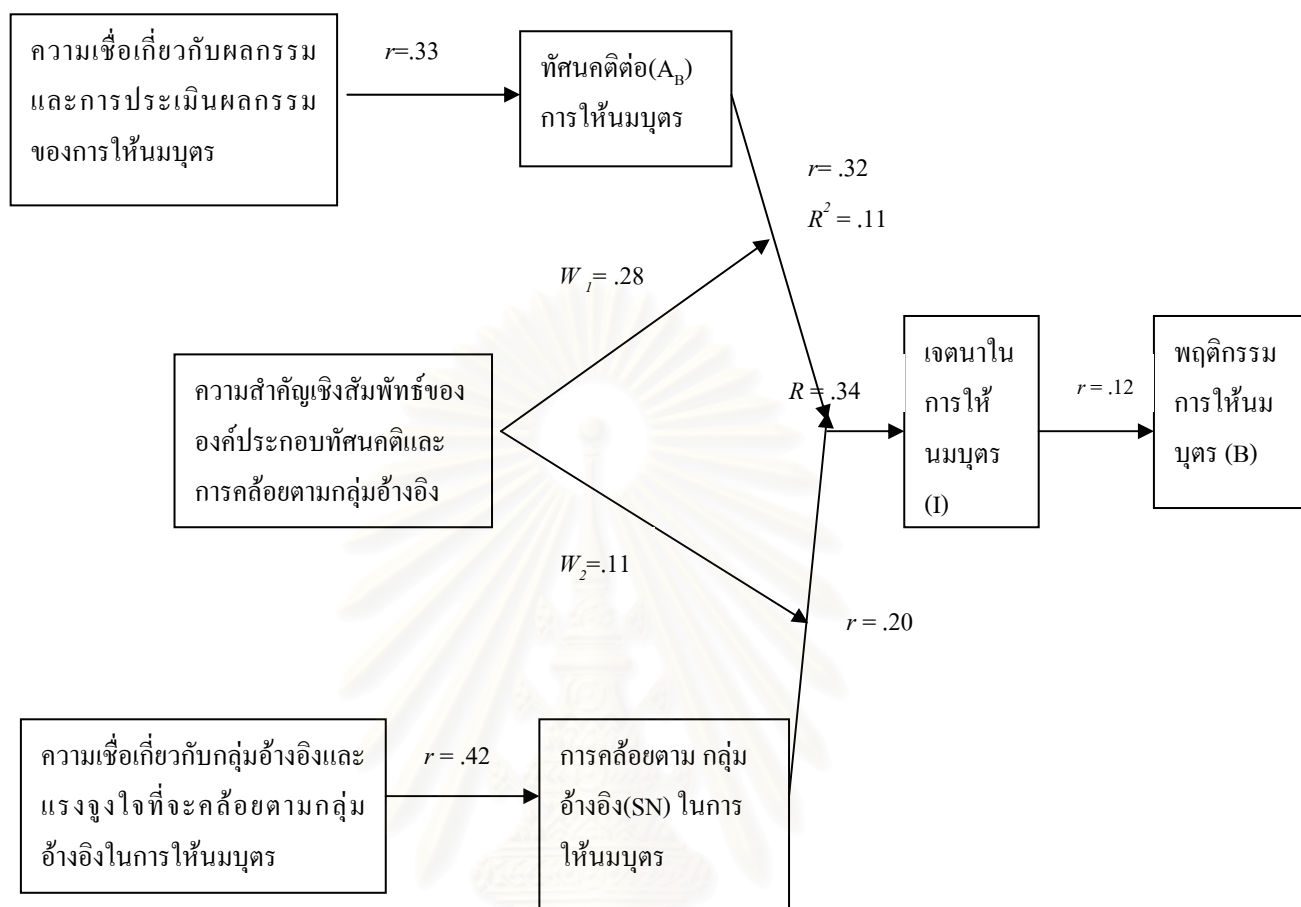 ความเชื่อเกี่ยวกับผลกรรม
และการประเมินผลกรรม
ของการให้นมบุตร
r=.33
ทัศนคติต่อ(A_B)
การให้นมบุตร
r= .32
R² = .11
W₁= .28
ความสำคัญเชิงสัมพัทธ์ของ
องค์ประกอบทัศนคติและ
การคล้อยตามกลุ่มอ้างอิง
R = .34
เจตนาใน
การให้
นมบุตร
(I)
r = .12
พฤติกรรม
การให้นม
บุตร (B)
W₂=.11
r = .20
ความเชื่อเกี่ยวกับกลุ่มอ้างอิงและ
แรงจูงใจที่จะคล้อยตามกลุ่ม
อ้างอิงในการให้นมบุตร
r = .42
การคล้อยตาม กลุ่ม
อ้างอิง(SN) ในการ
ให้นมบุตร